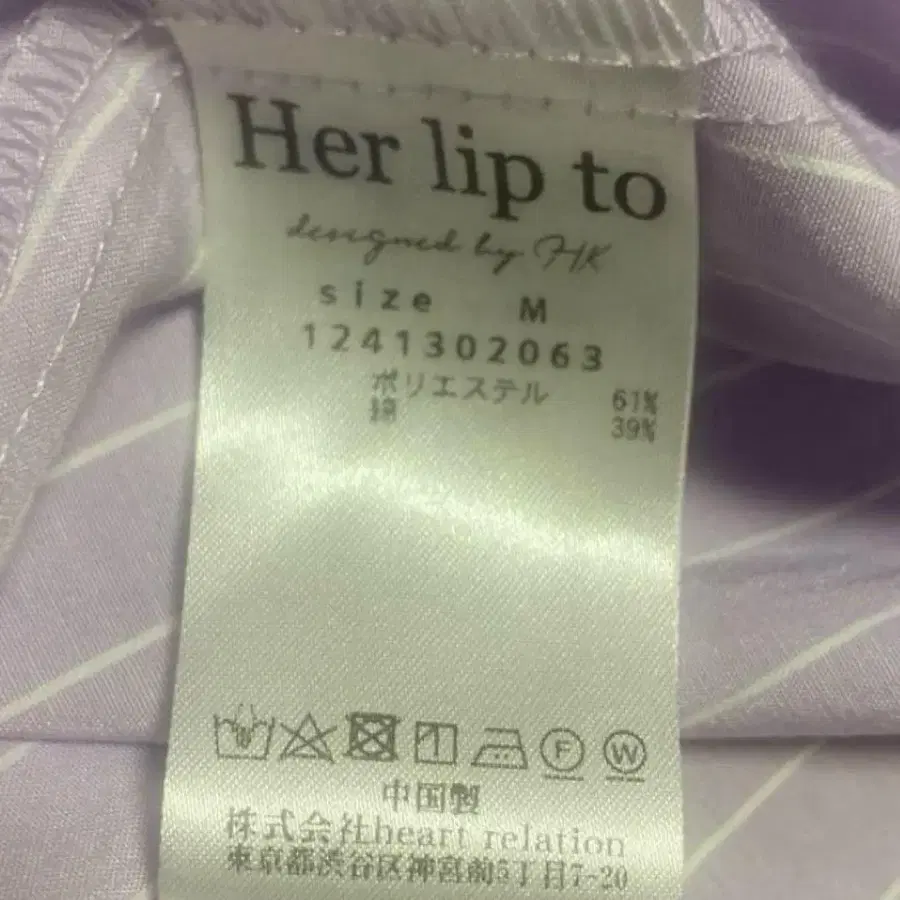 Her lip to
designed by HK
size M
1241302063
ポリエステル 61%
綿 39%
F W
中国製
株式会社heart relation
東京都渋谷区神宮前5丁目7-20